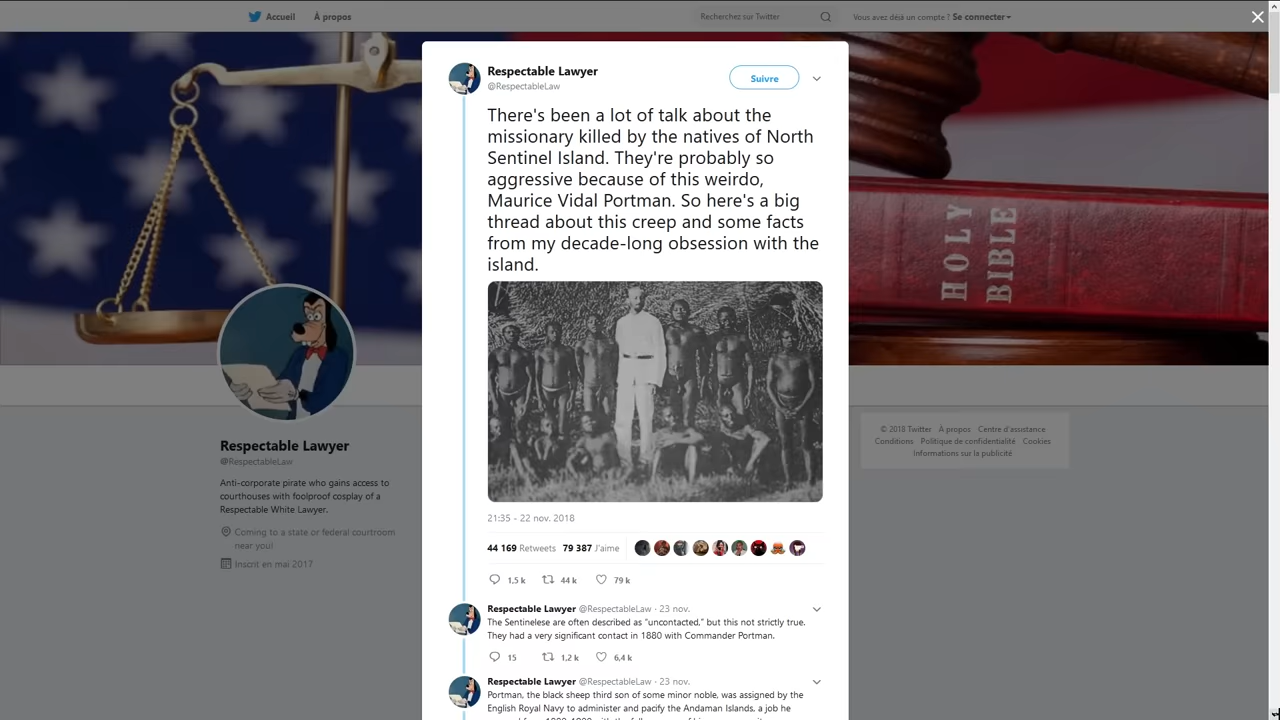 Accueil
À propos
Recherchez sur Twitter
Vous avez déjà un compte ? Se connecter
Respectable Lawyer
@RespectableLaw
Suivre
There's been a lot of talk about the
missionary killed by the natives of North
Sentinel Island. They're probably so
aggressive because of this weirdo,
Maurice Vidal Portman. So here's a big
thread about this creep and some facts
from my decade-long obsession with the
island.
21:35 - 22 nov. 2018
44 169 Retweets 79 387 J'aime
1,5 k 44 k 79 k
Respectable Lawyer @RespectableLaw · 23 nov.
The Sentinelese are often described as "uncontacted," but this not strictly true.
They had a very significant contact in 1880 with Commander Portman.
15 1,2 k 6,4 k
Respectable Lawyer @RespectableLaw · 23 nov.
Portman, the black sheep third son of some minor noble, was assigned by the
English Royal Navy to administer and pacify the Andaman Islands, a job he
Respectable Lawyer
@RespectableLaw
Anti-corporate pirate who gains access to
courthouses with foolproof cosplay of a
Respectable White Lawyer.
Coming to a state or federal courtroom
near you!
Inscrit en mai 2017
HOLY
BIBLE
© 2018 Twitter À propos Centre d'assistance
Conditions Politique de confidentialité Cookies
Informations sur la publicité